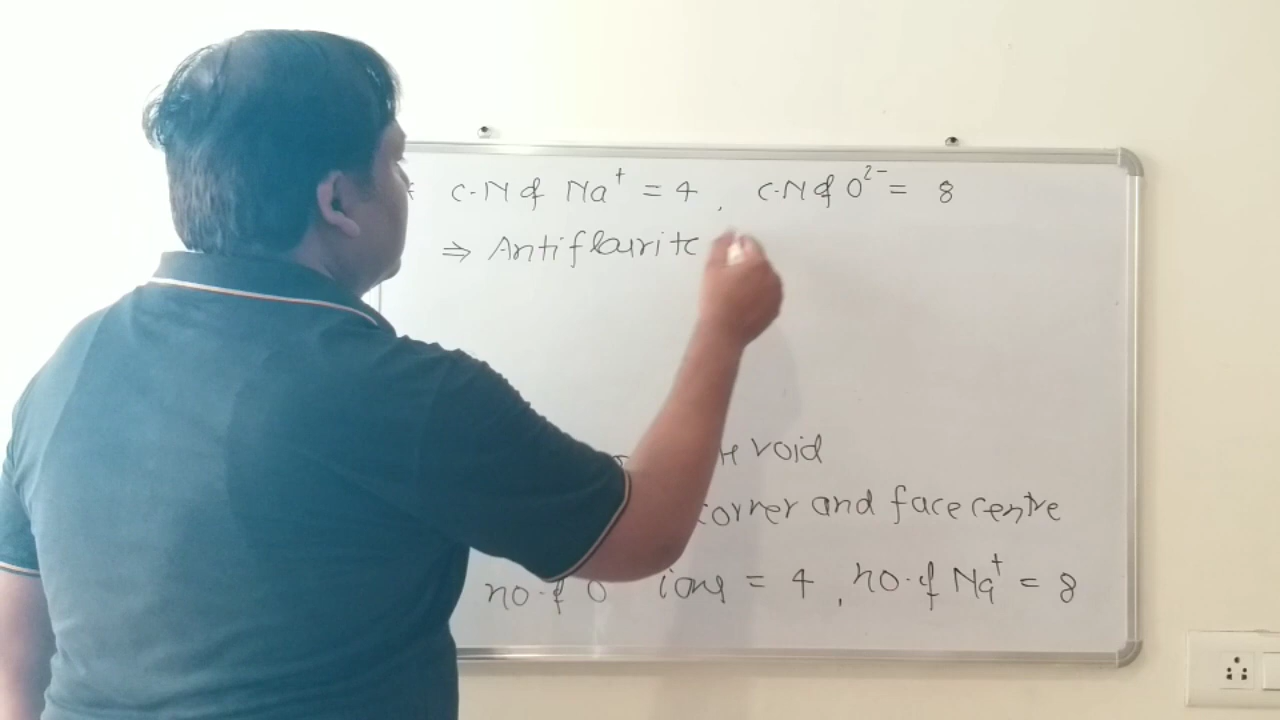 * C.N of Na⁺ = 4, C.N of O²⁻ = 8
⇒ Antiflourite
void
corner and face centre
no. of O ions = 4, no. of Na⁺ = 8